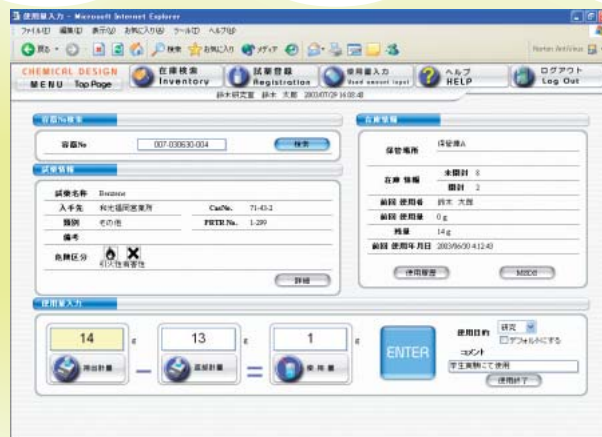 使用量入力 - Microsoft Internet Explorer
ファイル(F) 編集(E) 表示(V) お気に入り(A) ツール(T) ヘルプ(H)
戻る 検索 お気に入り メディア Norton AntiVirus
CHEMICAL DESIGN
MENU Top Page
在庫検索
Inventory
試薬登録
Registration
使用量入力
Used amount input
ヘルプ
HELP
ログアウト
Log Out
鈴木研究室 鈴木 太郎 2003/07/29 16:08:48
容器No検索
容器No 007-030630-004 検索
試薬情報
試薬名称 Benzene
入手先 和光福岡営業所 CasNo. 71-43-2
類別 その他 PRTR No. 1-299
備考
危険区分
引火性 有害性
詳細
在庫情報
保管場所 保管庫A
在庫 情報 未開封 8
開封 2
前回 使用者 鈴木 太郎
前回 使用量 0 g
残量 14 g
前回 使用年月日 2003/06/30 4:12:43
使用履歴 MSDS
使用量入力
14 g 13 g 1 g
持出計量 返却計量 使用量
ENTER
使用目的 研究
デフォルトにする
コメント
学生実験にて使用
使用終了